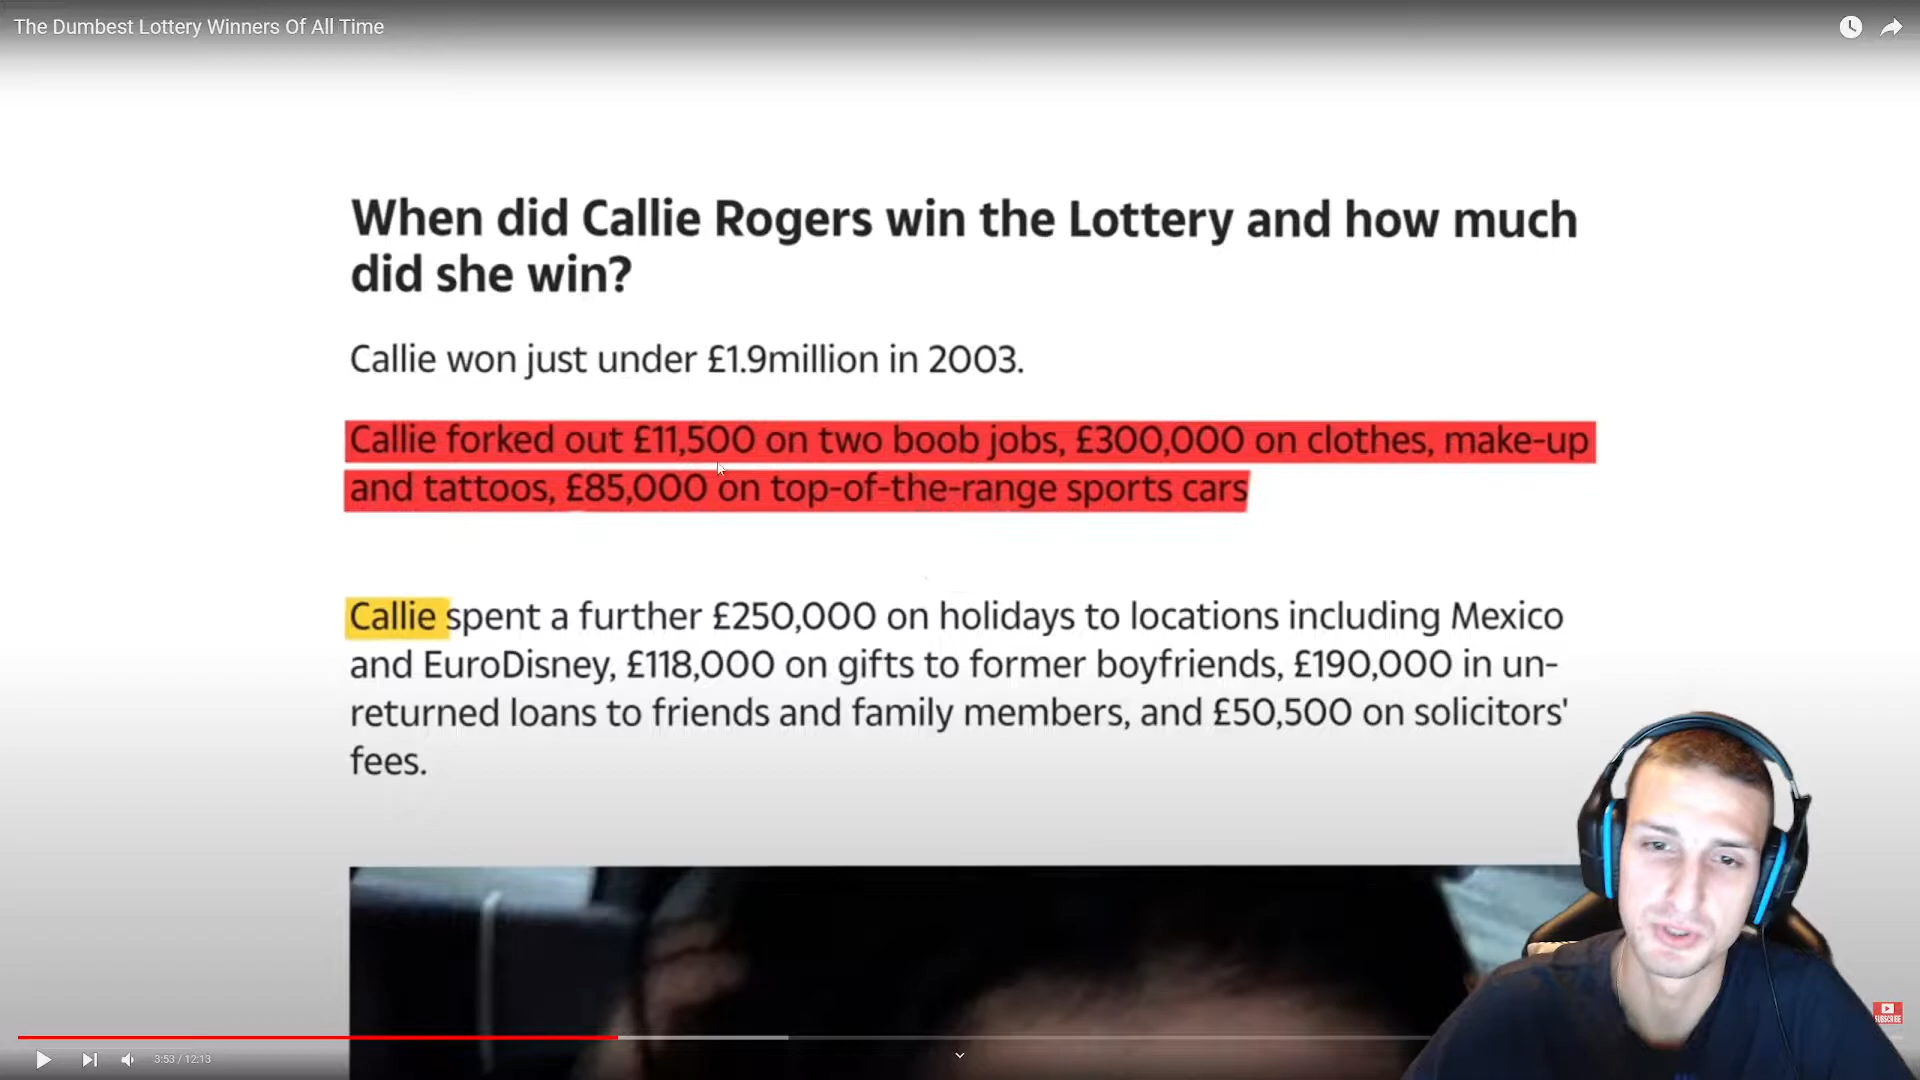 The Dumbest Lottery Winners Of All Time
When did Callie Rogers win the Lottery and how much
did she win?
Callie won just under £1.9million in 2003.
Callie forked out £11,500 on two boob jobs, £300,000 on clothes, make-up
and tattoos, £85,000 on top-of-the-range sports cars
Callie spent a further £250,000 on holidays to locations including Mexico
and EuroDisney, £118,000 on gifts to former boyfriends, £190,000 in un-
returned loans to friends and family members, and £50,500 on solicitors'
fees.
SUBSCRIBE
3:53 / 12:13